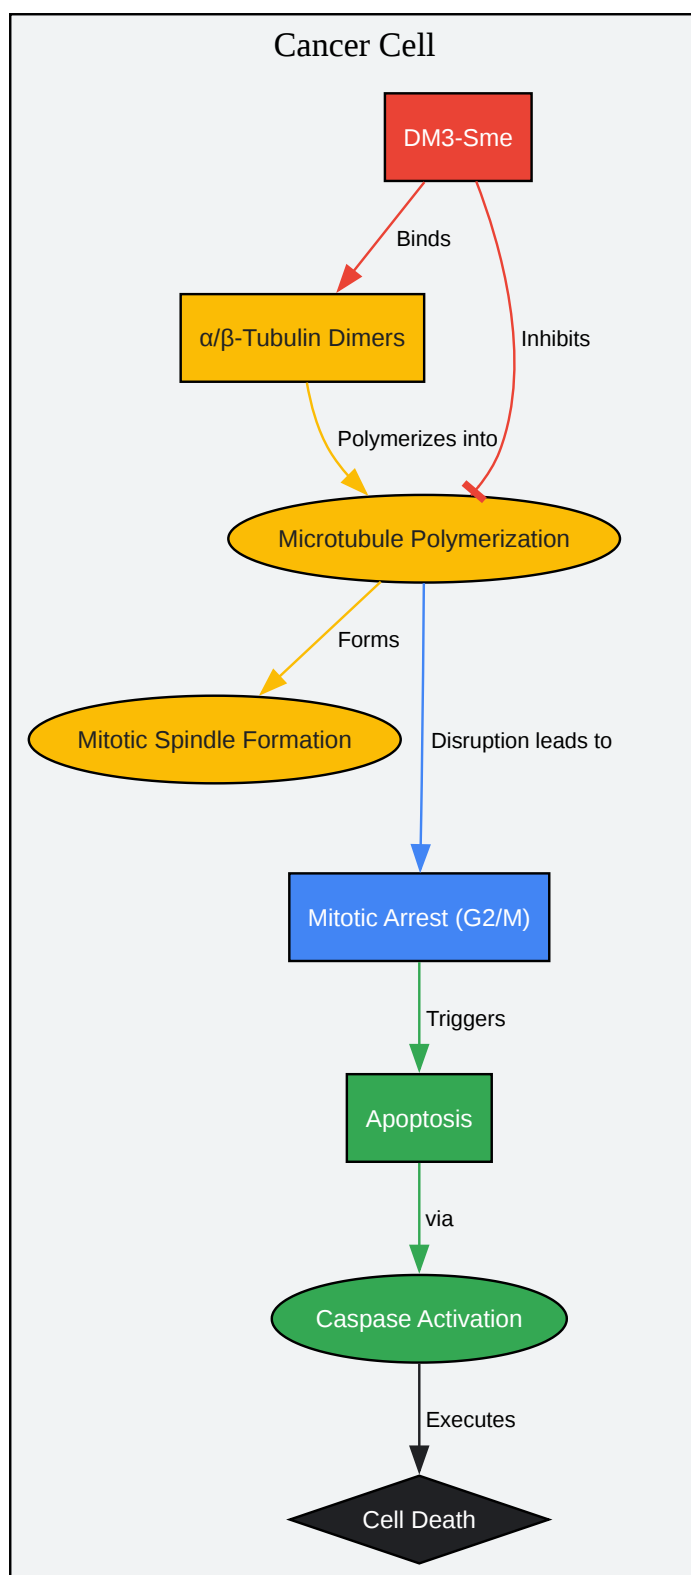 Cancer Cell
DM3-Sme
Binds
α/β-Tubulin Dimers
Inhibits
Polymerizes into
Microtubule Polymerization
Forms
Mitotic Spindle Formation
Disruption leads to
Mitotic Arrest (G2/M)
Triggers
Apoptosis
via
Caspase Activation
Executes
Cell Death